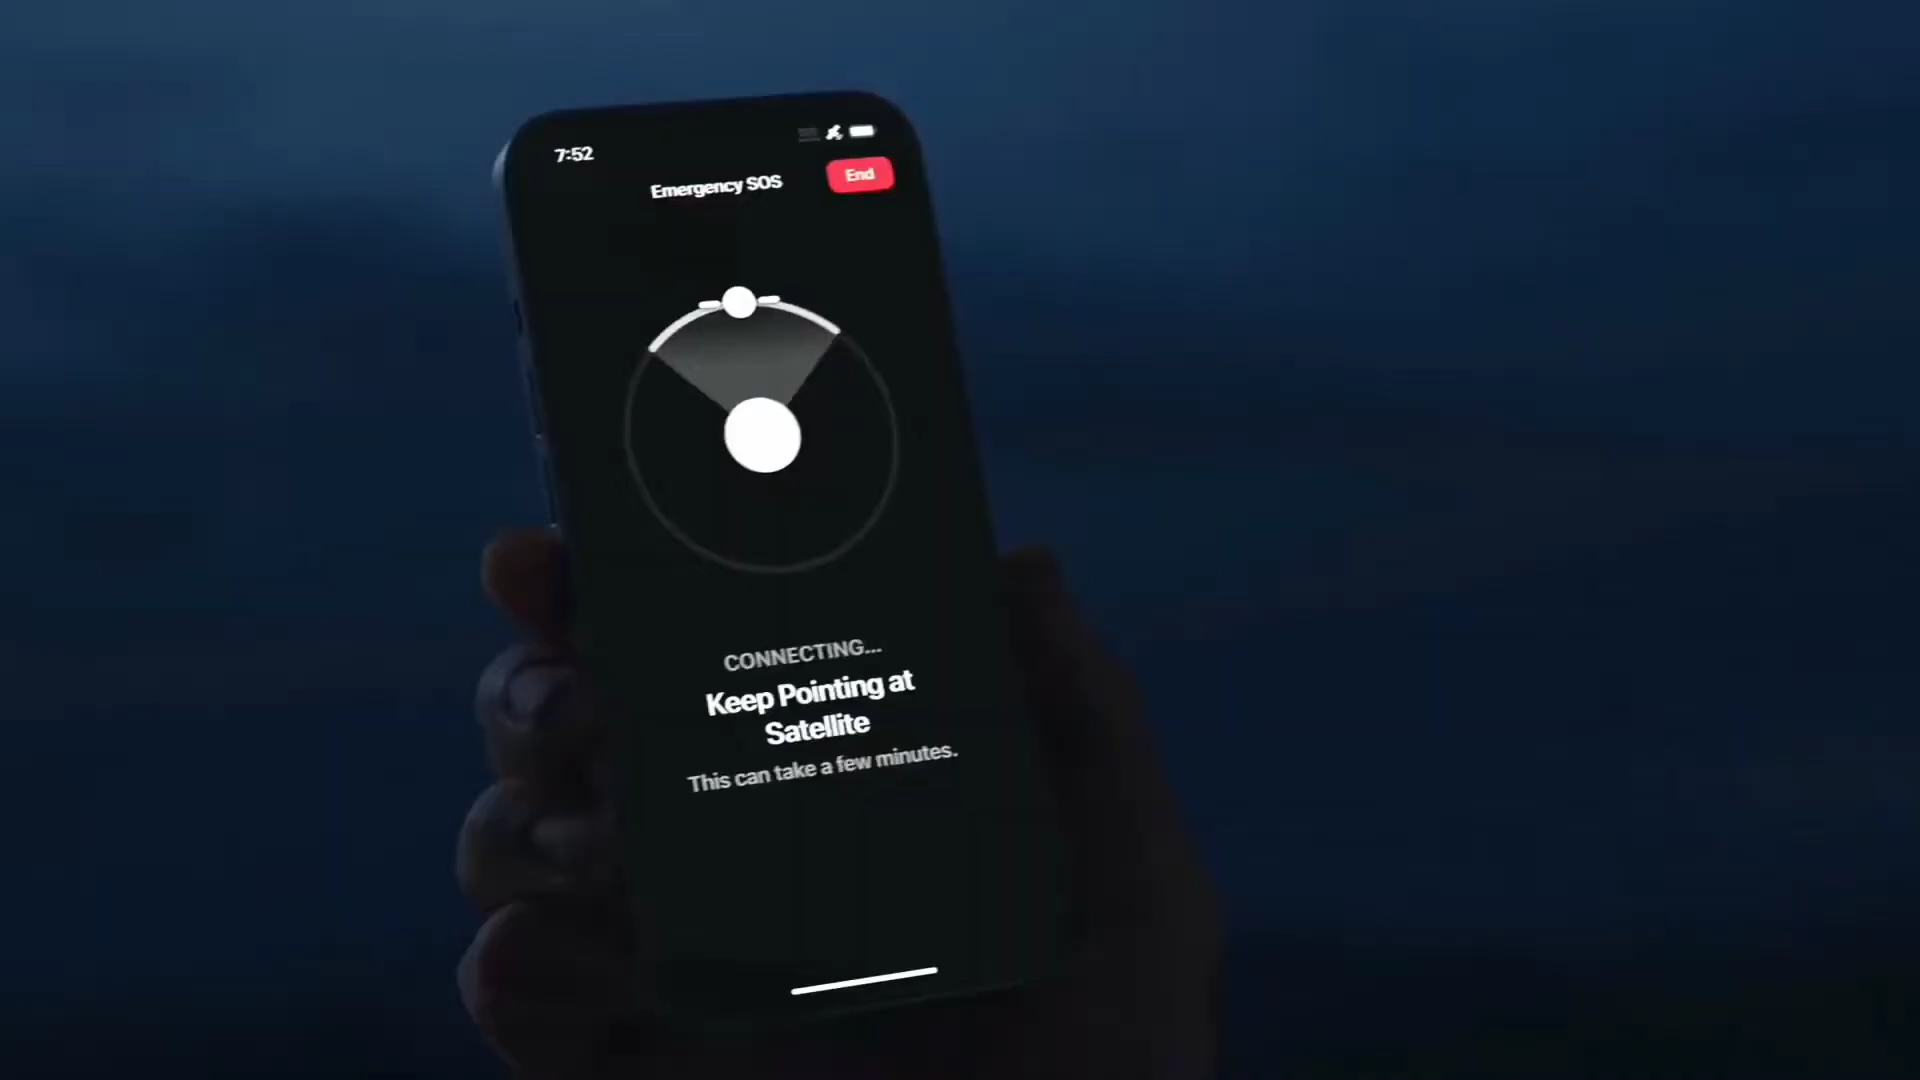 7:52
Emergency SOS
End
CONNECTING...
Keep Pointing at
Satellite
This can take a few minutes.